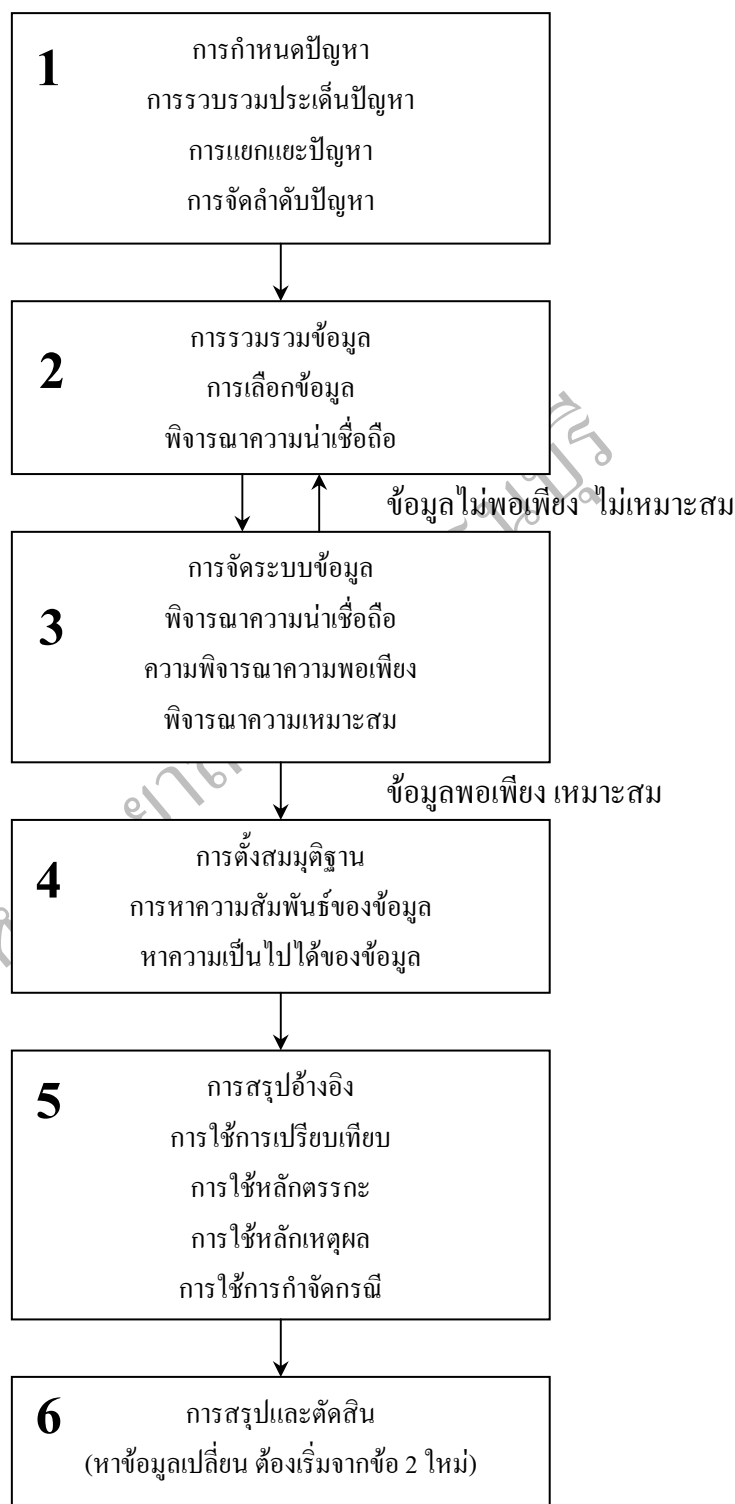 1
การกำหนดปัญหา
การรวบรวมประเด็นปัญหา
การแยกแยะปัญหา
การจัดลำดับปัญหา
2
การรวมรวมข้อมูล
การเลือกข้อมูล
พิจารณาความน่าเชื่อถือ
ข้อมูลไม่พอเพียง ไม่เหมาะสม
3
การจัดระบบข้อมูล
พิจารณาความน่าเชื่อถือ
ความพิจารณาความพอเพียง
พิจารณาความเหมาะสม
ข้อมูลพอเพียง เหมาะสม
4
การตั้งสมมุติฐาน
การหาความสัมพันธ์ของข้อมูล
หาความเป็นไปได้ของข้อมูล
5
การสรุปอ้างอิง
การใช้การเปรียบเทียบ
การใช้หลักตรรกะ
การใช้หลักเหตุผล
การใช้การกำจัดกรณี
6
การสรุปและตัดสิน
(หาข้อมูลเปลี่ยน ต้องเริ่มจากข้อ 2 ใหม่)